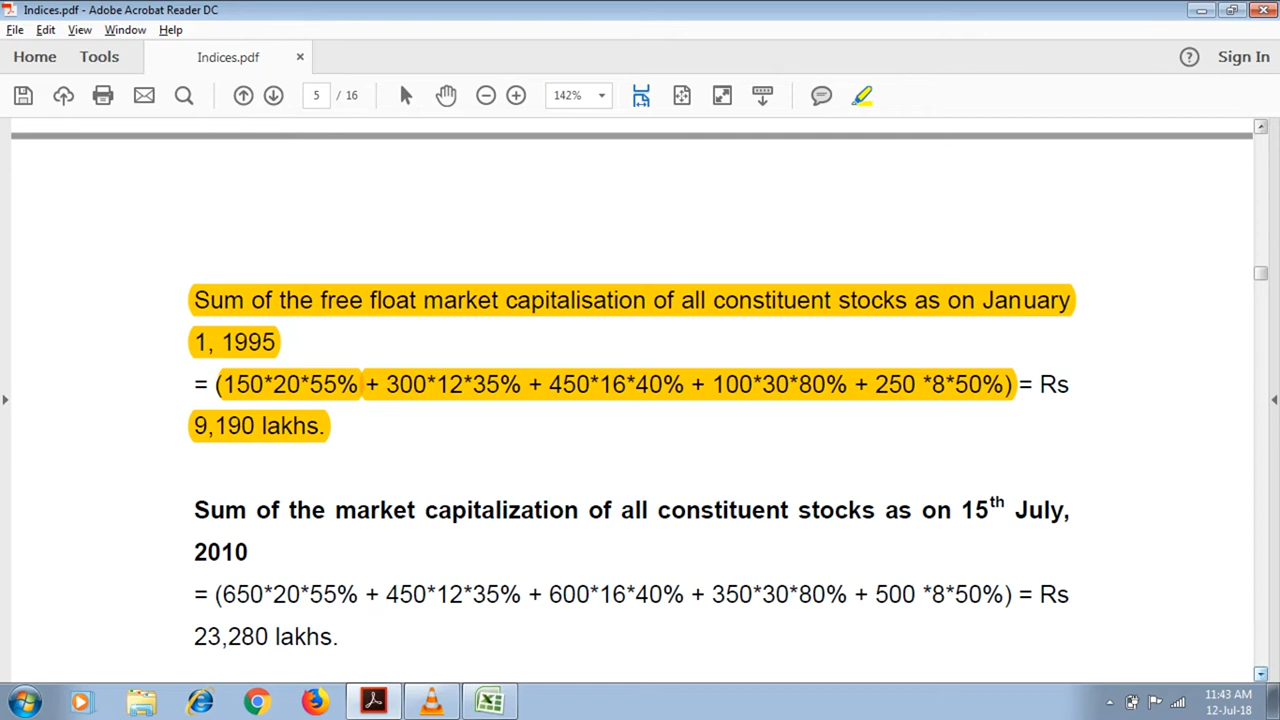 Indices.pdf - Adobe Acrobat Reader DC
File Edit View Window Help
Home Tools Indices.pdf × ? Sign In
5 / 16 142%
Sum of the free float market capitalisation of all constituent stocks as on January
1, 1995
= (150*20*55% + 300*12*35% + 450*16*40% + 100*30*80% + 250 *8*50%) = Rs
9,190 lakhs.
Sum of the market capitalization of all constituent stocks as on 15th July,
2010
= (650*20*55% + 450*12*35% + 600*16*40% + 350*30*80% + 500 *8*50%) = Rs
23,280 lakhs.
11:43 AM
12-Jul-18